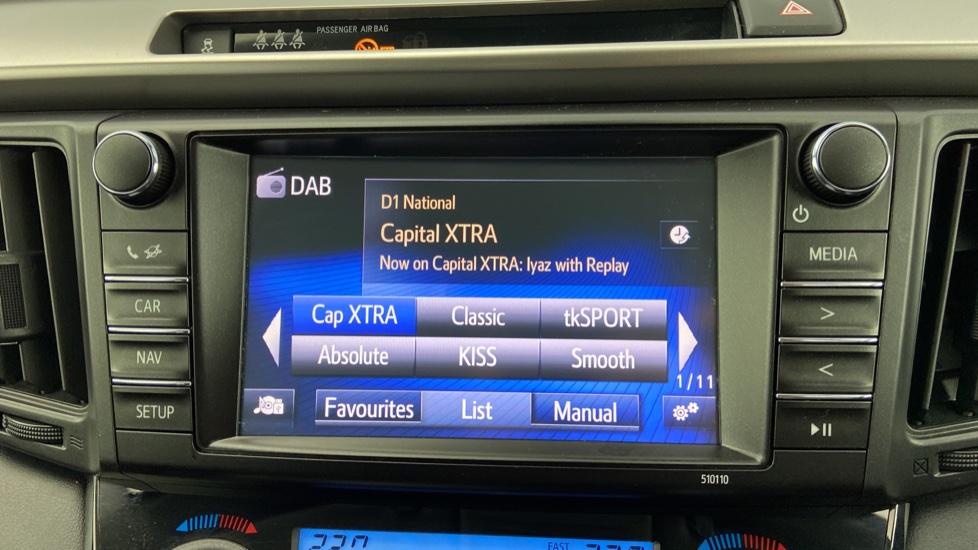 PASSENGER AIR BAG
DAB
D1 National
Capital XTRA
Now on Capital XTRA: Iyaz with Replay
Cap XTRA Classic tkSPORT
Absolute KISS Smooth
1/11
Favourites List Manual
CAR
NAV
SETUP
MEDIA
>
<
510110
FAST